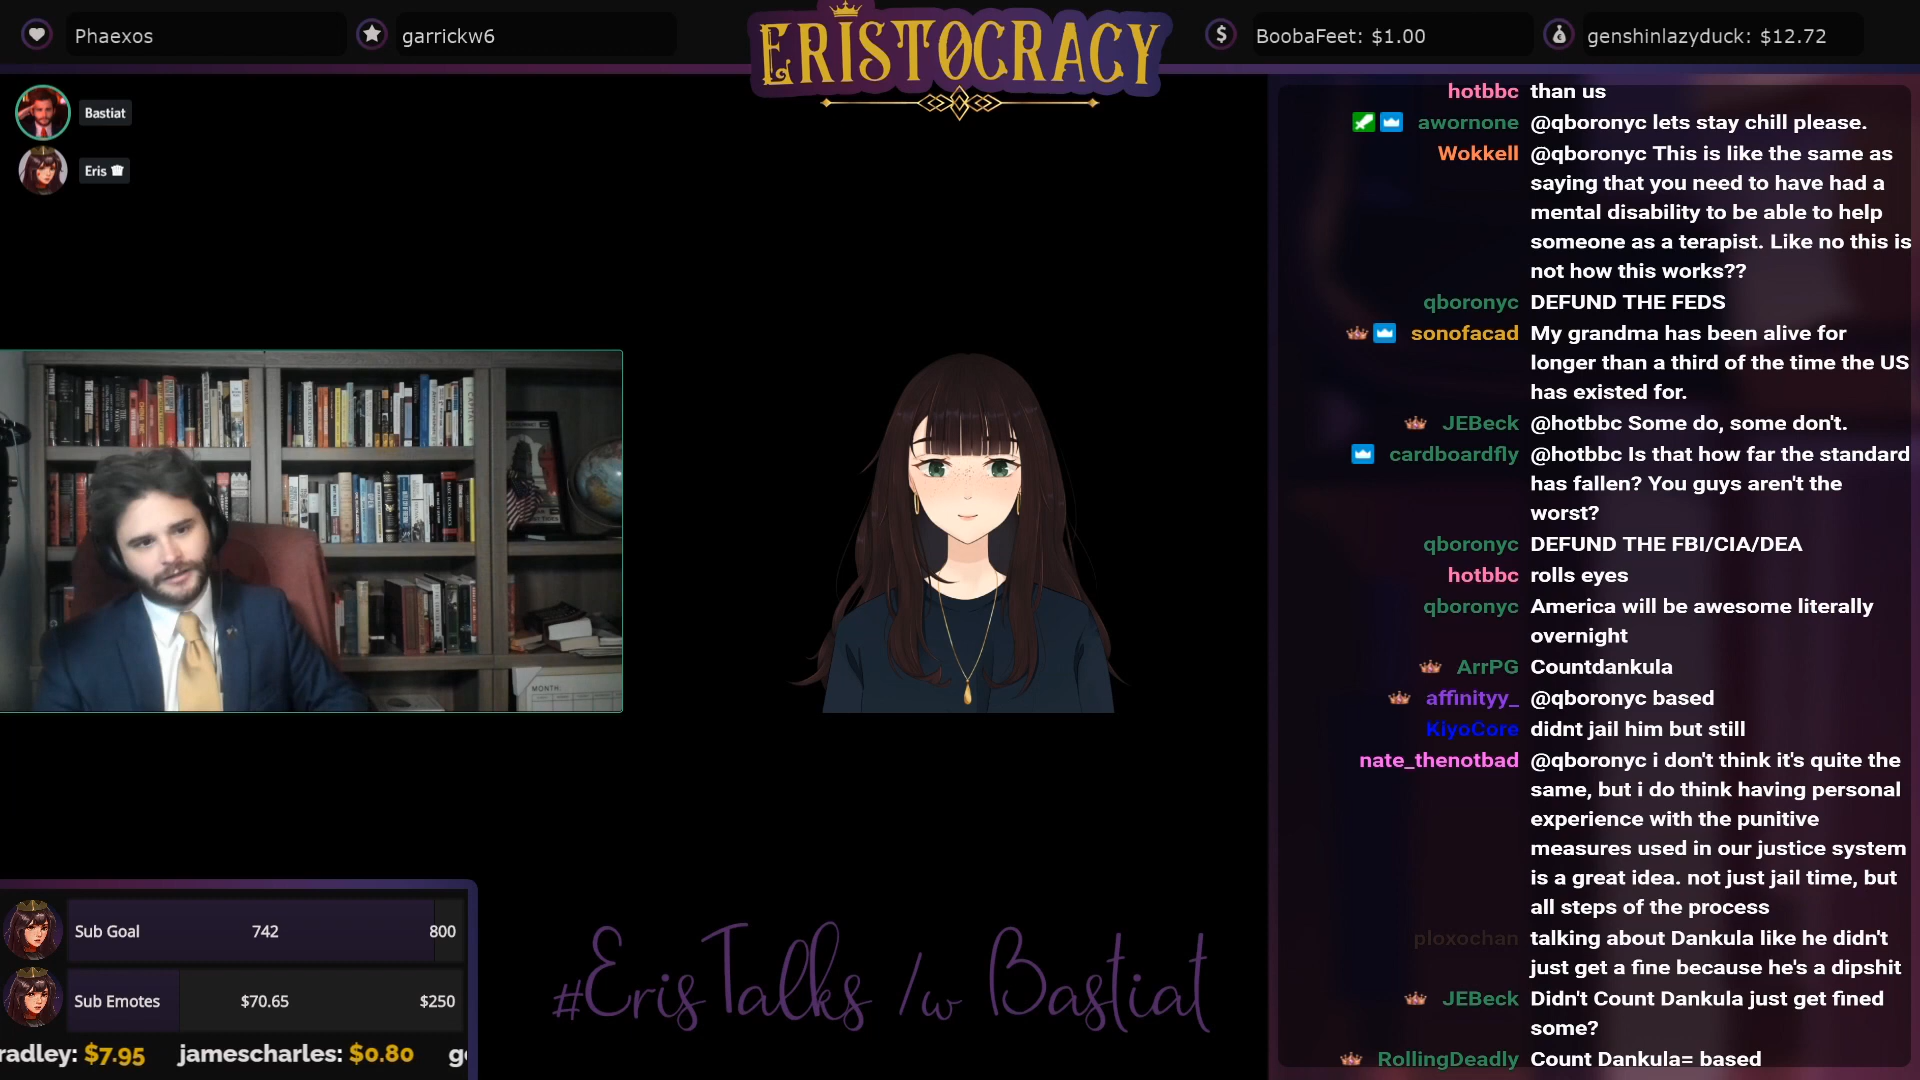 Phaexos
garrickw6
ERISTOCRACY
BoobaFeet: $1.00
genshinlazyduck: $12.72
Bastiat
Eris
MONTH:
Sub Goal 742 800
Sub Emotes $70.65 $250
radley: $7.95 jamescharles: $0.80 g
#ErisTalks /w Bastiat
hotbbc than us
awornone @qboronyc lets stay chill please.
Wokkell @qboronyc This is like the same as
saying that you need to have had a
mental disability to be able to help
someone as a terapist. Like no this is
not how this works??
qboronyc DEFUND THE FEDS
sonofacad My grandma has been alive for
longer than a third of the time the US
has existed for.
JEBeck @hotbbc Some do, some don't.
cardboardfly @hotbbc Is that how far the standard
has fallen? You guys aren't the
worst?
qboronyc DEFUND THE FBI/CIA/DEA
hotbbc rolls eyes
qboronyc America will be awesome literally
overnight
ArrPG Countdankula
affinityy_ @qboronyc based
KiyoCore didnt jail him but still
nate_thenotbad @qboronyc i don't think it's quite the
same, but i do think having personal
experience with the punitive
measures used in our justice system
is a great idea. not just jail time, but
all steps of the process
ploxochan talking about Dankula like he didn't
just get a fine because he's a dipshit
JEBeck Didn't Count Dankula just get fined
some?
RollingDeadly Count Dankula= based